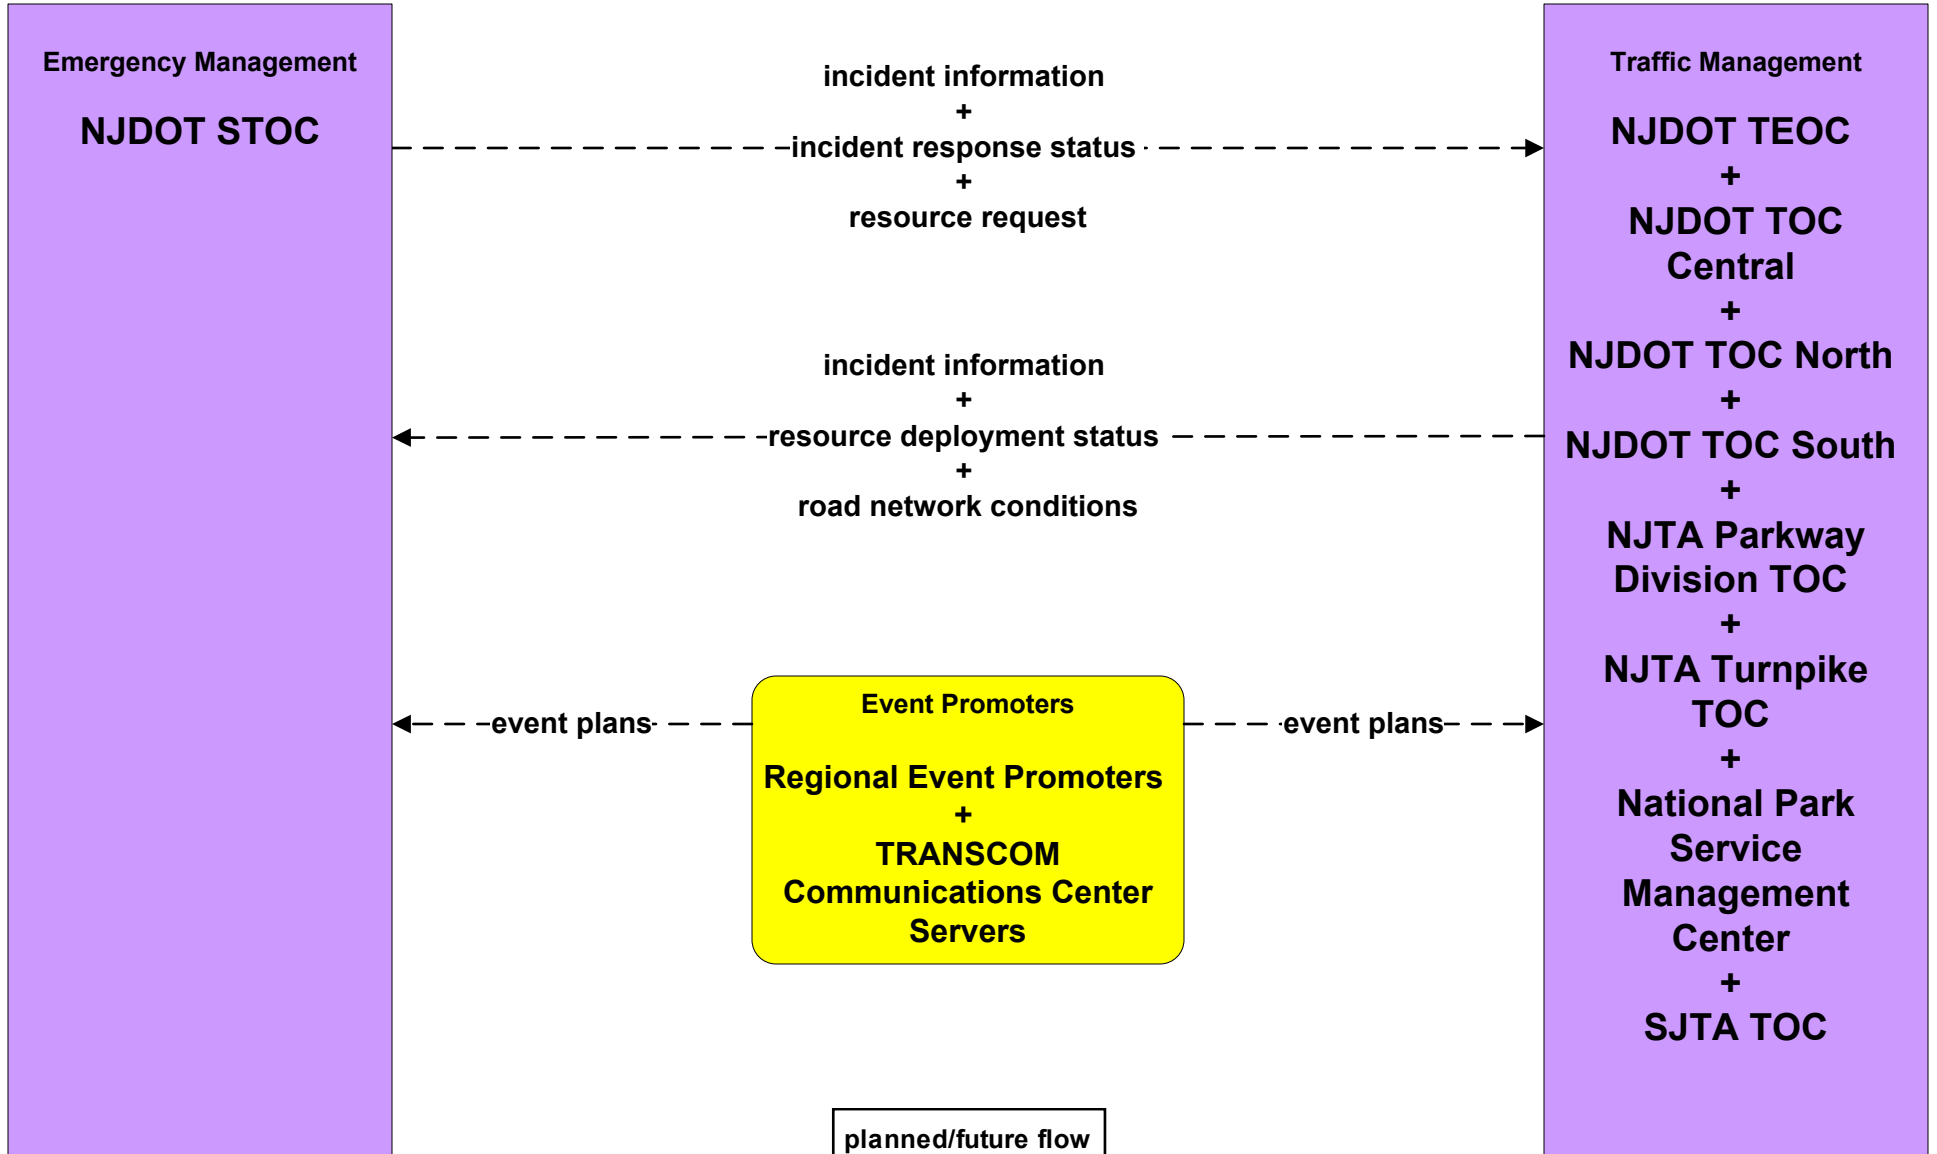 Emergency Management
NJDOT STOC
incident information
+
incident response status
+
resource request
incident information
+
resource deployment status
+
road network conditions
event plans
Event Promoters
Regional Event Promoters
+
TRANSCOM
Communications Center
Servers
event plans
planned/future flow
Traffic Management
NJDOT TEOC
+
NJDOT TOC
Central
+
NJDOT TOC North
+
NJDOT TOC South
+
NJTA Parkway
Division TOC
+
NJTA Turnpike
TOC
+
National Park
Service
Management
Center
+
SJTA TOC